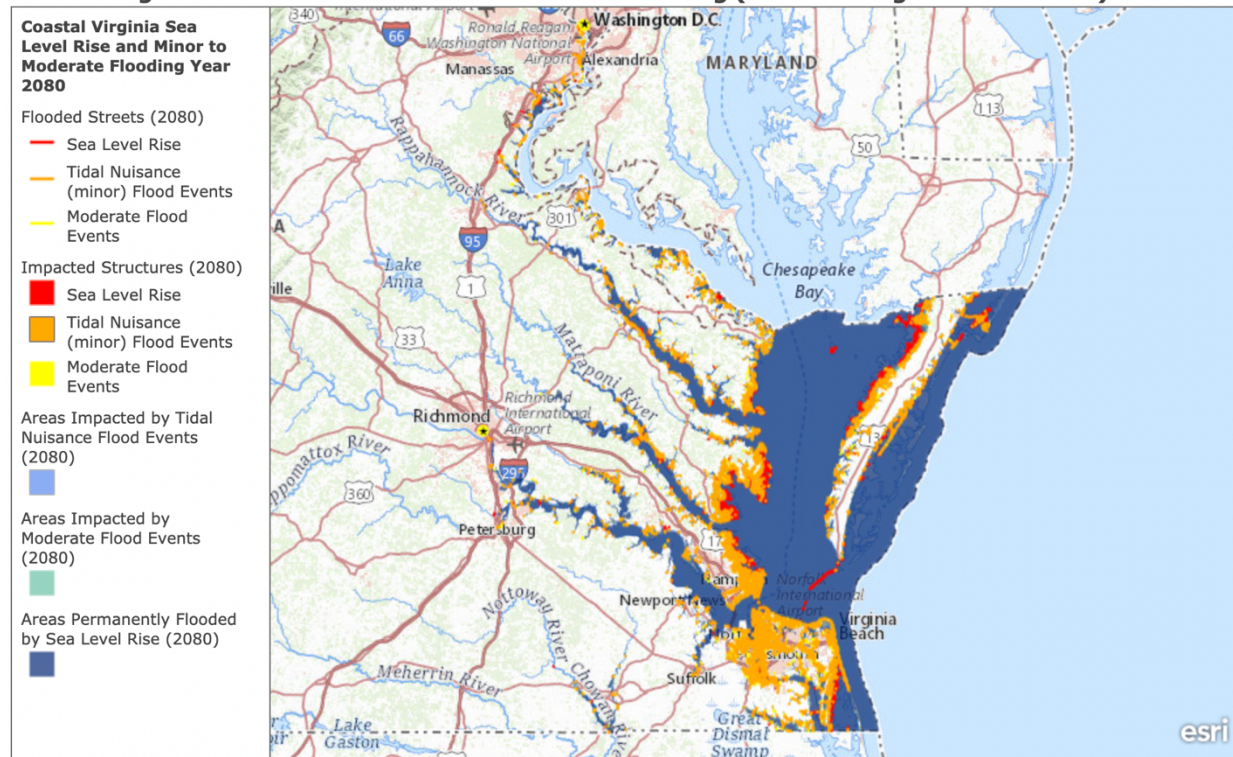 Coastal Virginia Sea
Level Rise and Minor to
Moderate Flooding Year
2080
Flooded Streets (2080)
Sea Level Rise
Tidal Nuisance
(minor) Flood Events
Moderate Flood
Events
Impacted Structures (2080)
Sea Level Rise
Tidal Nuisance
(minor) Flood Events
Moderate Flood
Events
Areas Impacted by Tidal
Nuisance Flood Events
(2080)
Areas Impacted by
Moderate Flood Events
(2080)
Areas Permanently Flooded
by Sea Level Rise (2080)
340
66
Washington D.C.
Ronald Reagan
Washington National
Airport
Alexandria
Manassas
MARYLAND
113
50
Rappahannock River
301
95
A
Lake
Anna
1
ville
Chesapeake
Bay
33
Mattaponi River
Richmond
Richmond
International
Airport
13
295
ppomattox River
360
Petersburg
17
Norfolk
International
Airport
Newport News
Virginia
Beach
Nottoway River
Suffolk
Meherrin River
Chowan Rive
Lake
Gaston
Great
Dismal
Swamp
esri